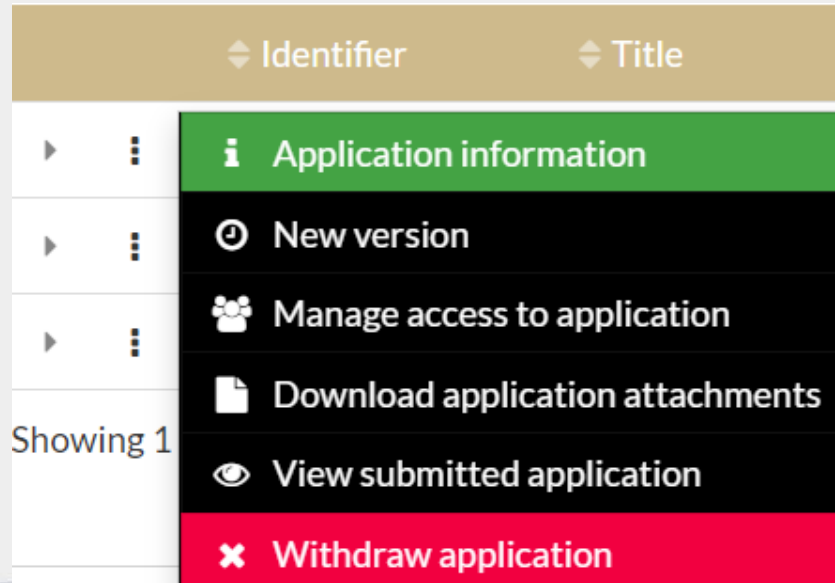 Identifier Title
Application information
New version
Manage access to application
Download application attachments
Showing 1
View submitted application
Withdraw application